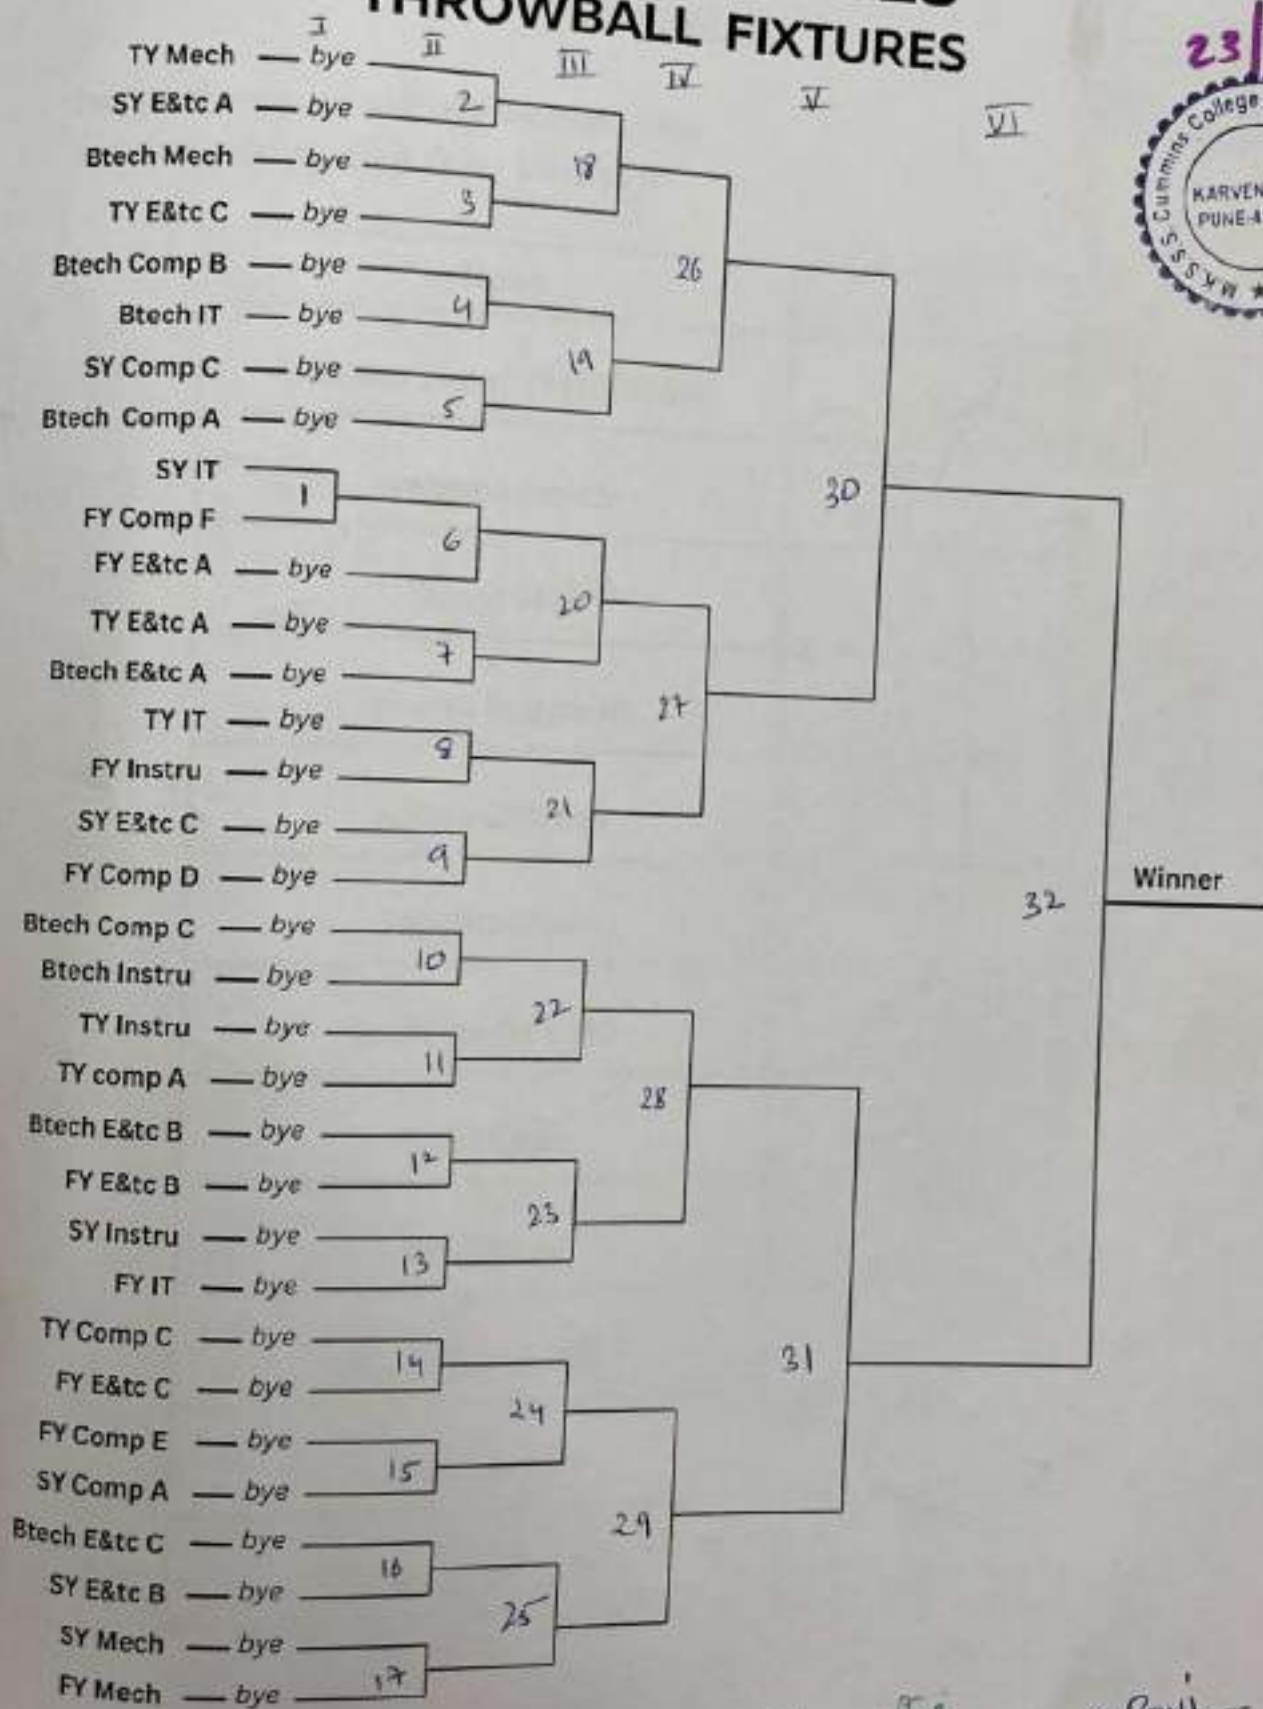 THROWBALL FIXTURES
23/
I II III IV V VI
TY Mech — bye
SY E&tc A — bye
2
Btech Mech — bye
18
TY E&tc C — bye
3
Btech Comp B — bye
26
Btech IT — bye
4
SY Comp C — bye
19
Btech Comp A — bye
5
SY IT
1
30
FY Comp F
6
FY E&tc A — bye
20
TY E&tc A — bye
7
Btech E&tc A — bye
27
TY IT — bye
8
FY Instru — bye
21
SY E&tc C — bye
9
FY Comp D — bye
32
Winner
Btech Comp C — bye
10
Btech Instru — bye
22
TY Instru — bye
11
TY comp A — bye
28
Btech E&tc B — bye
12
FY E&tc B — bye
23
SY Instru — bye
13
FY IT — bye
TY Comp C — bye
14
31
FY E&tc C — bye
24
FY Comp E — bye
15
SY Comp A — bye
29
Btech E&tc C — bye
16
SY E&tc B — bye
25
SY Mech — bye
17
FY Mech — bye
MKSSS Cummins College
KARVEN
PUNE-4